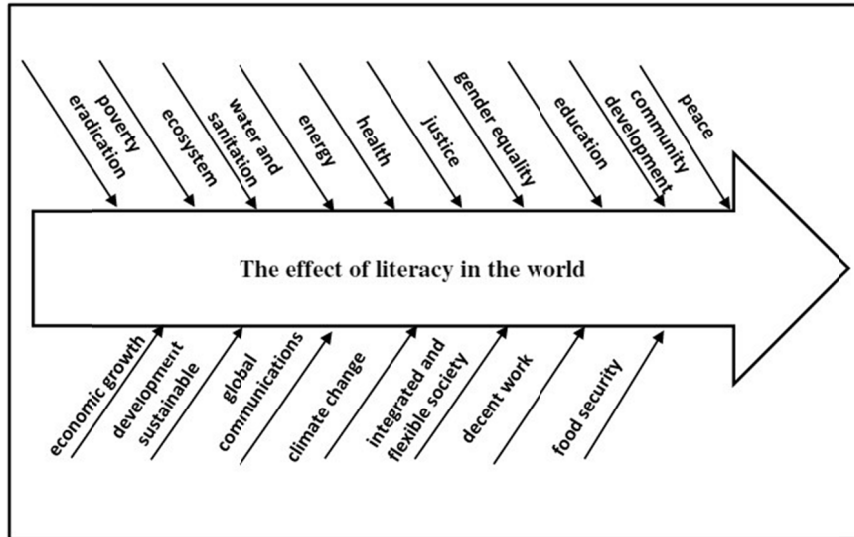 poverty
eradication
ecosystem
water and
sanitation
energy
health
justice
gender equality
education
community
development
peace
The effect of literacy in the world
economic growth
development
sustainable
global
communications
climate change
integrated and
flexible society
decent work
food security